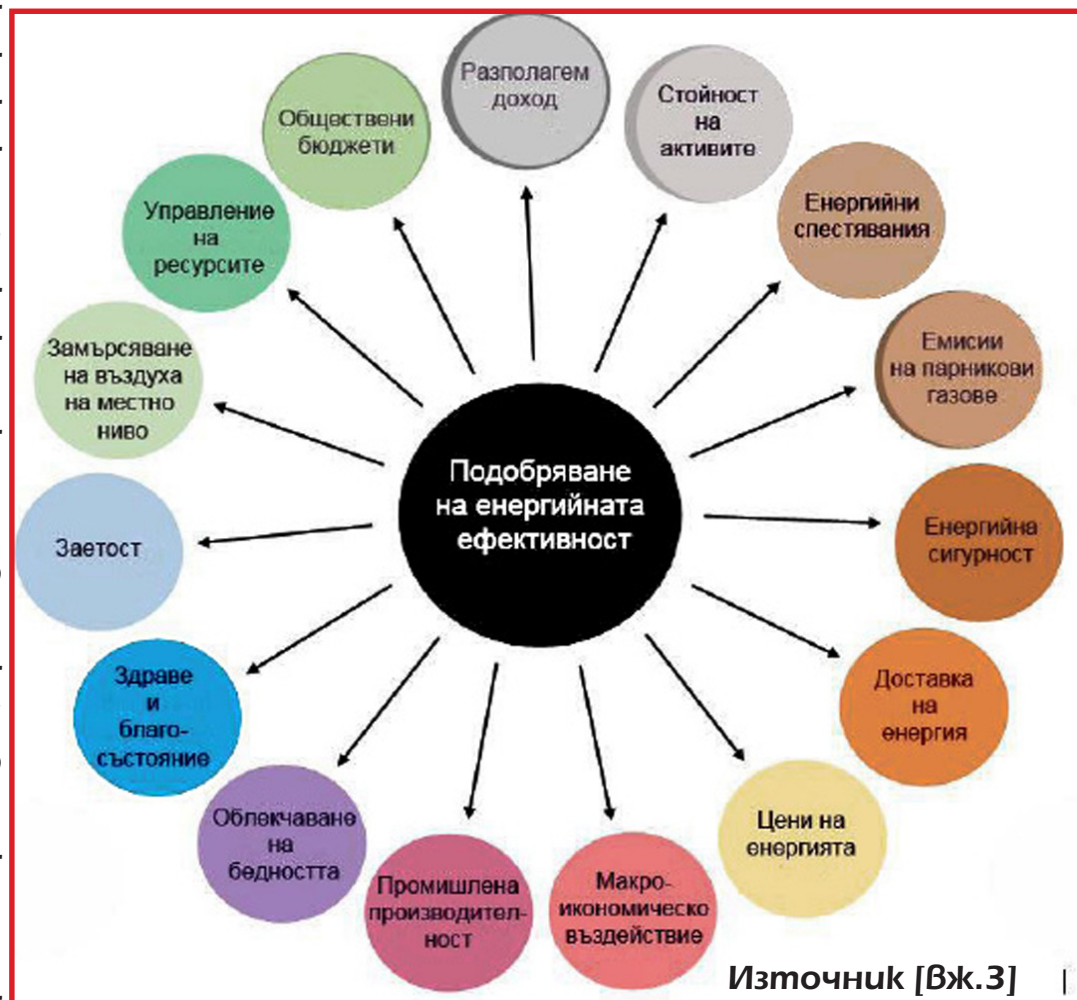 Разполагем
доход
Стойност
на
активите
Енергийни
спестявания
Емисии
на парникови
газове
Енергийна
сигурност
Доставка
на
енергия
Цени на
енергията
Макро-
икономическо
въздействие
Промишлена
производител-
ност
Облекчаване
на
бедността
Здраве
и
благо-
състояние
Заетост
Замърсяване
на въздуха
на местно
ниво
Управление
на
ресурсите
Обществени
бюджети
Подобряване
на енергийната
ефективност
Източник [вж.3]